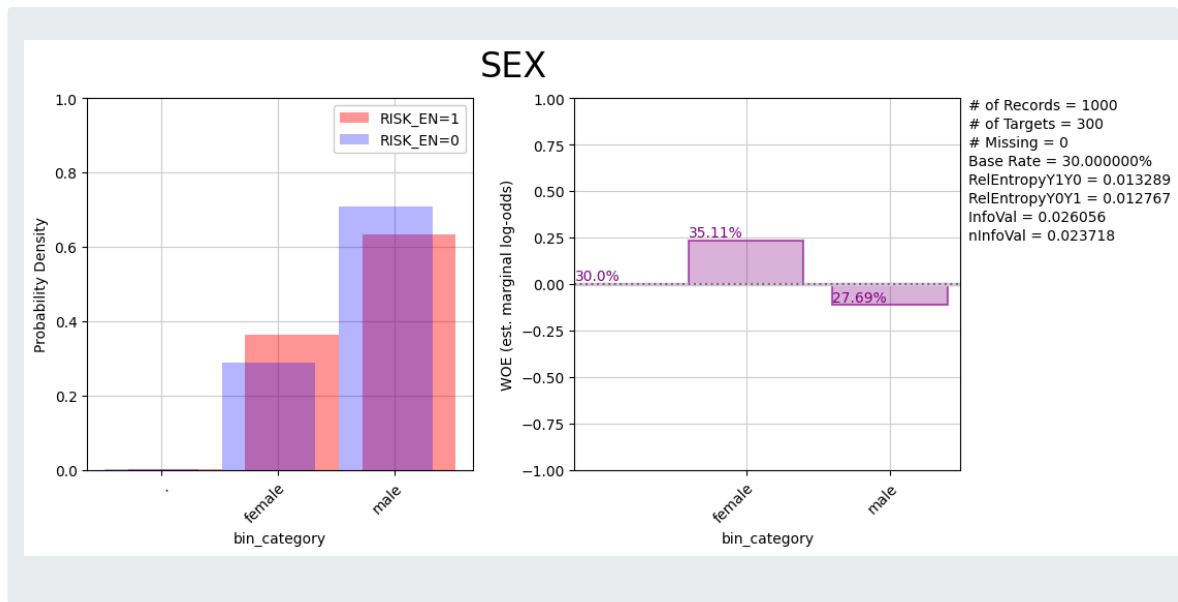 SEX
1.0
0.8
0.6
0.4
0.2
0.0
Probability Density
RISK_EN=1
RISK_EN=0
.
female
male
bin_category
1.00
0.75
0.50
0.25
0.00
−0.25
−0.50
−0.75
−1.00
WOE (est. marginal log-odds)
30.0%
35.11%
27.69%
female
male
bin_category
# of Records = 1000
# of Targets = 300
# Missing = 0
Base Rate = 30.000000%
RelEntropyY1Y0 = 0.013289
RelEntropyY0Y1 = 0.012767
InfoVal = 0.026056
nInfoVal = 0.023718